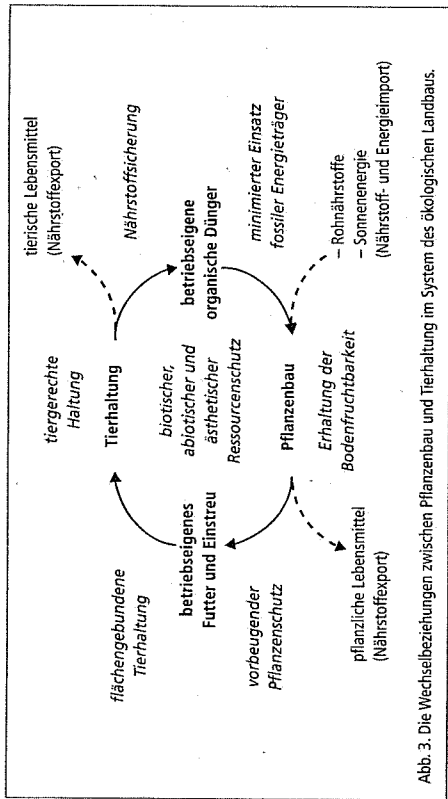 tiergerechte
Haltung
tierische Lebensmittel
(Nährstoffexport)
flächengebundene
Tierhaltung
Tierhaltung
Nährstoffsicherung
betriebseigenes
Futter und Einstreu
biotischer,
abiotischer und
ästhetischer
Ressourcenschutz
betriebseigene
organische Dünger
vorbeugender
Pflanzenschutz
Pflanzenbau
minimierter Einsatz
fossiler Energieträger
pflanzliche Lebensmittel
(Nährstoffexport)
Erhaltung der
Bodenfruchtbarkeit
– Rohnährstoffe
– Sonnenenergie
(Nährstoff- und Energieimport)
Abb. 3. Die Wechselbeziehungen zwischen Pflanzenbau und Tierhaltung im System des ökologischen Landbaus.